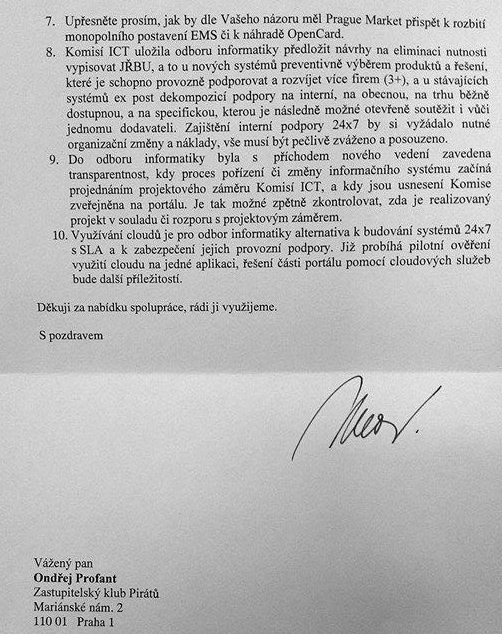 7. Upřesněte prosím, jak by dle Vašeho názoru měl Prague Market přispět k rozbití
monopolního postavení EMS či k náhradě OpenCard.
8. Komisí ICT uložila odboru informatiky předložit návrhy na eliminaci nutnosti
vypisovat JŘBU, a to u nových systémů preventivně výběrem produktů a řešení,
které je schopno provozně podporovat a rozvíjet více firem (3+), a u stávajících
systémů ex post dekompozicí podpory na interní, na obecnou, na trhu běžně
dostupnou, a na specifickou, kterou je následně možné otevřeně soutěžit i vůči
jednomu dodavateli. Zajištění interní podpory 24x7 by si vyžádalo nutné
organizační změny a náklady, vše musí být pečlivě zváženo a posouzeno.
9. Do odboru informatiky byla s příchodem nového vedení zavedena
transparentnost, kdy proces pořízení či změny informačního systému začíná
projednáním projektového záměru Komisí ICT, a kdy jsou usnesení Komise
zveřejněna na portálu. Je tak možné zpětně zkontrolovat, zda je realizovaný
projekt v souladu či rozporu s projektovým záměrem.
10. Využívání cloudů je pro odbor informatiky alternativa k budování systémů 24x7
s SLA a k zabezpečení jejich provozní podpory. Již probíhá pilotní ověření
využití cloudu na jedné aplikaci, řešení části portálu pomocí cloudových služeb
bude další příležitostí.
Děkuji za nabídku spolupráce, rádi ji využijeme.
S pozdravem
Vážený pan
Ondřej Profant
Zastupitelský klub Pirátů
Mariánské nám. 2
110 01 Praha 1